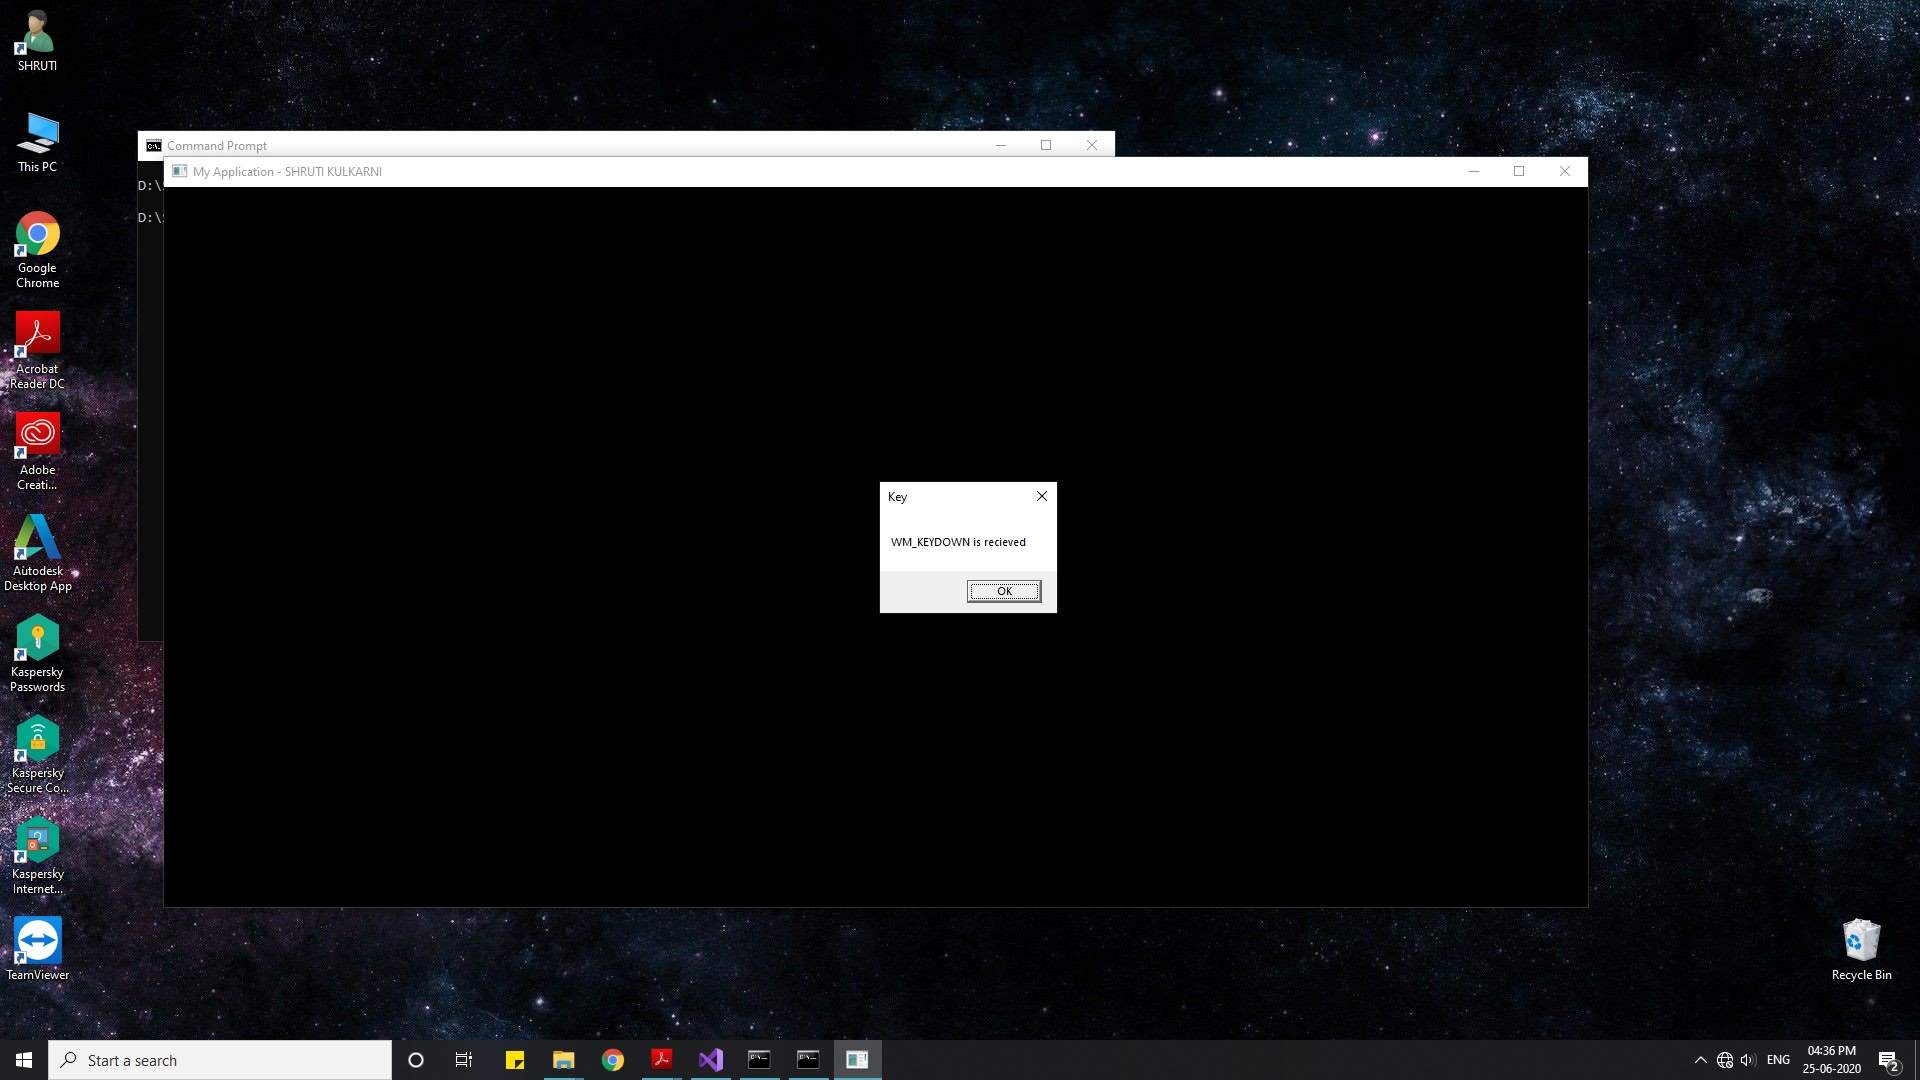 SHRUTI
This PC
Google
Chrome
Acrobat
Reader DC
Adobe
Creati...
Autodesk
Desktop App
Kaspersky
Passwords
Kaspersky
Secure Co...
Kaspersky
Internet...
TeamViewer
Command Prompt
D:\
D:\
My Application - SHRUTI KULKARNI
Key
WM_KEYDOWN is recieved
OK
Recycle Bin
Start a search
ENG
04:36 PM
25-06-2020
2